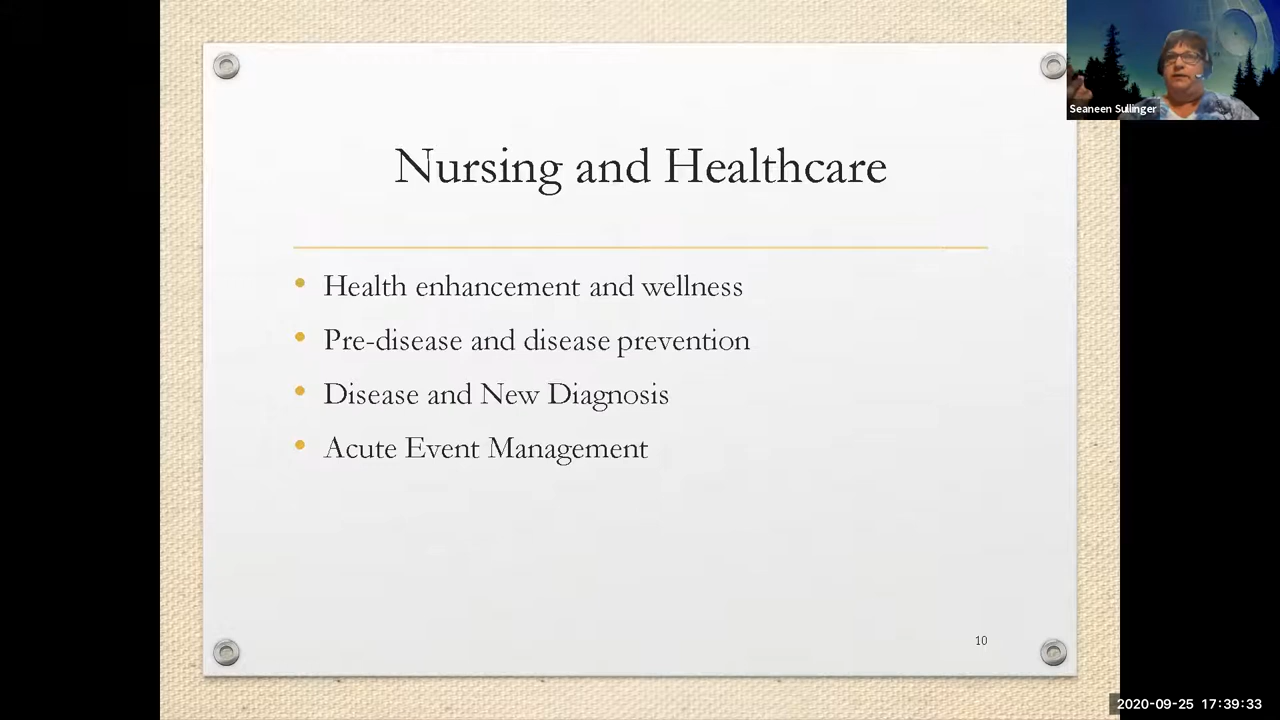 Seaneen Sullinger
Nursing and Healthcare
Health enhancement and wellness
Pre-disease and disease prevention
Disease and New Diagnosis
Acute Event Management
10
2020-09-25 17:39:33